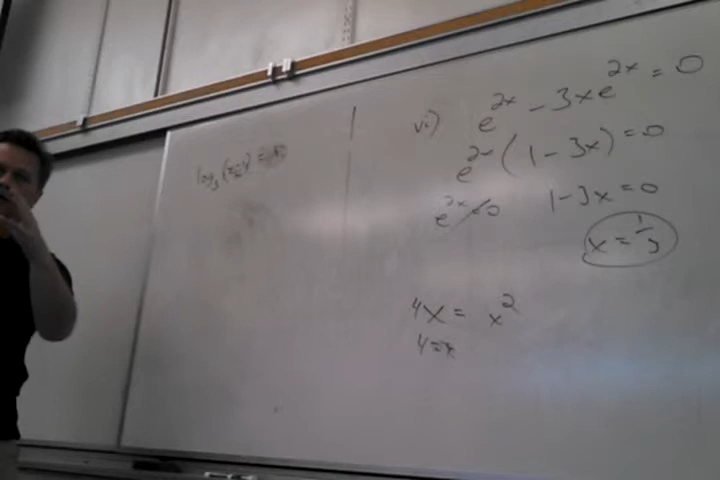 log₃(
vi) e^{2x} - 3xe^{2x} = 0
e^{2x}(1 - 3x) = 0
e^{2x} ≠ 0 1 - 3x = 0
x = 1/3
4x = x²
4 = x